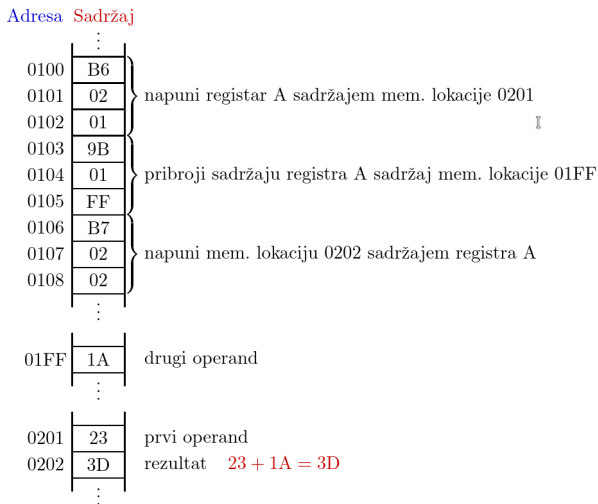 Adresa Sadržaj
⋮
0100 B6
0101 02 napuni registar A sadržajem mem. lokacije 0201
0102 01
0103 9B
0104 01 pribroji sadržaju registra A sadržaj mem. lokacije 01FF
0105 FF
0106 B7
0107 02 napuni mem. lokaciju 0202 sadržajem registra A
0108 02
⋮
01FF 1A drugi operand
⋮
0201 23 prvi operand
0202 3D rezultat 23 + 1A = 3D
⋮